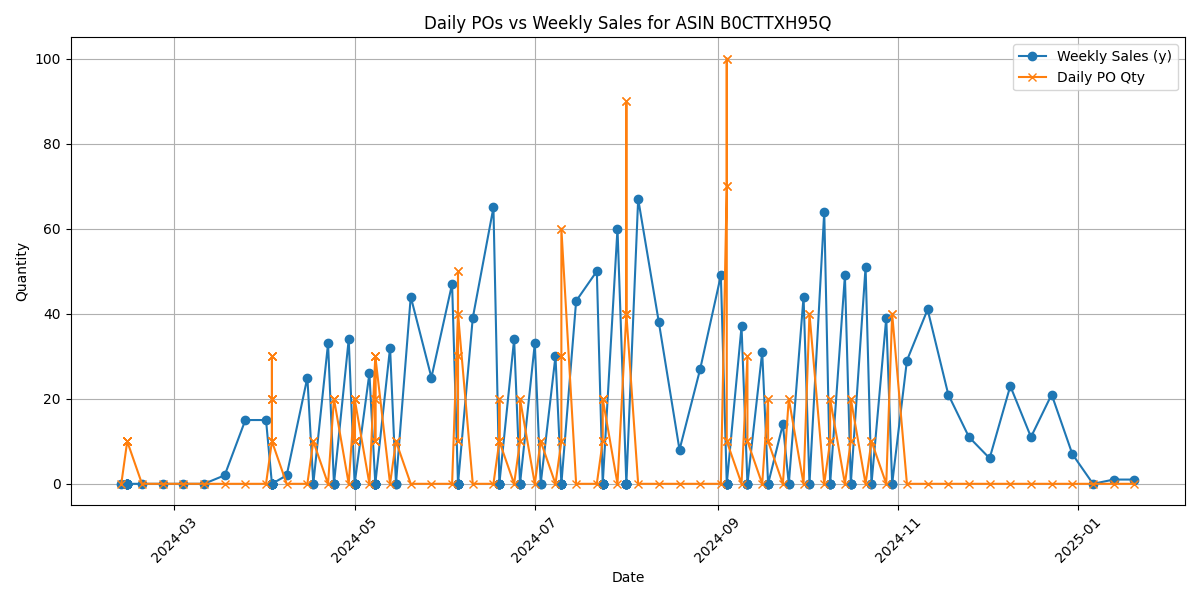 Daily POs vs Weekly Sales for ASIN B0CTTXH95Q
Weekly Sales (y)
Daily PO Qty
100
80
60
40
20
0
Quantity
2024-03
2024-05
2024-07
2024-09
2024-11
2025-01
Date